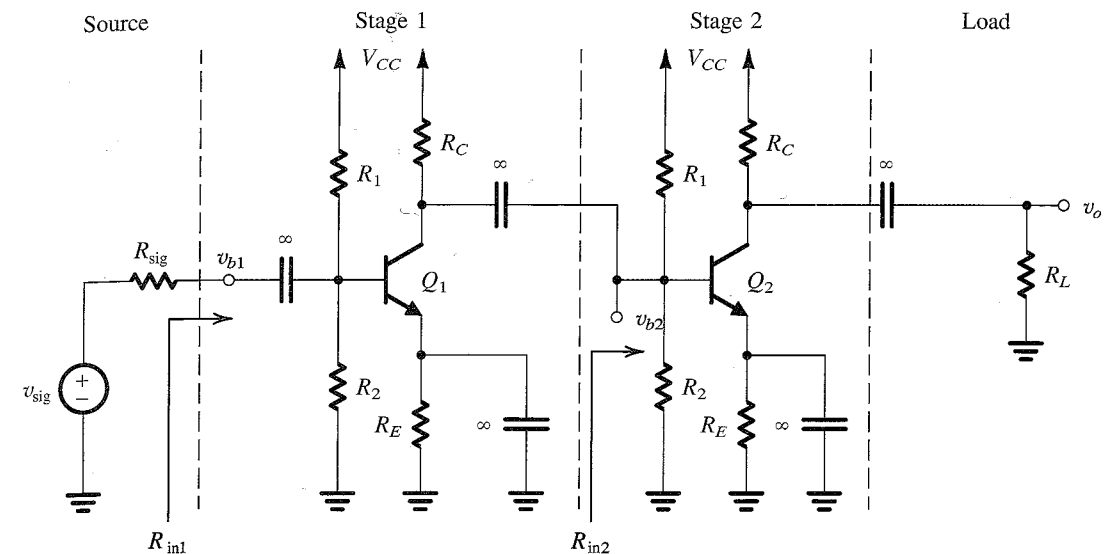 Source
Stage 1
Stage 2
Load
V_CC
V_CC
R_C
R_C
R_1
R_1
∞
∞
∞
v_o
R_sig
v_b1
Q_1
Q_2
R_L
v_b2
v_sig
+
−
R_2
R_2
R_E
∞
R_E
∞
R_in1
R_in2